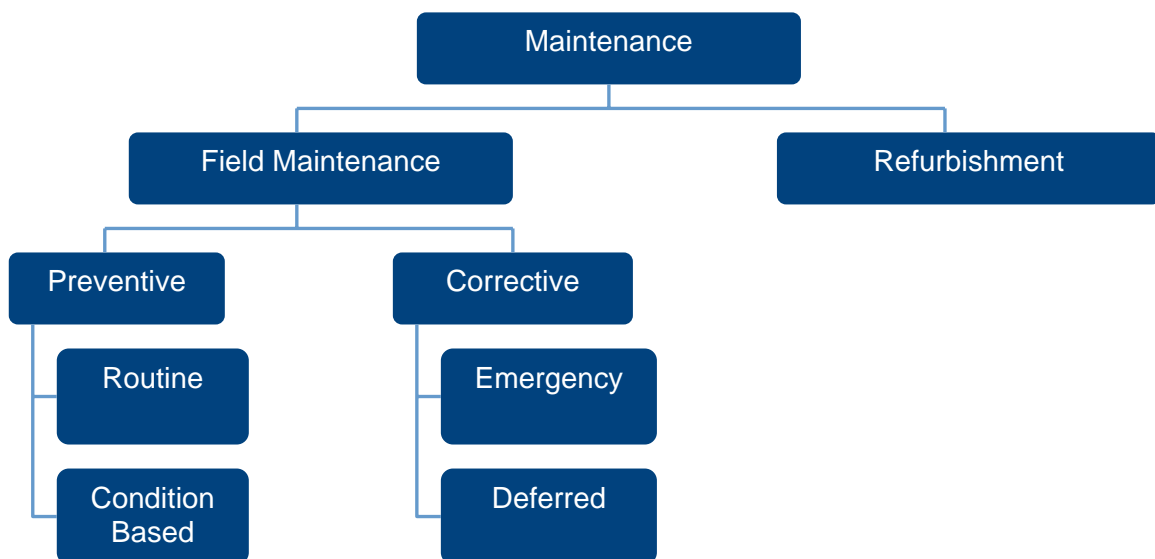 Maintenance
Field Maintenance
Refurbishment
Preventive
Corrective
Routine
Emergency
Condition
Based
Deferred